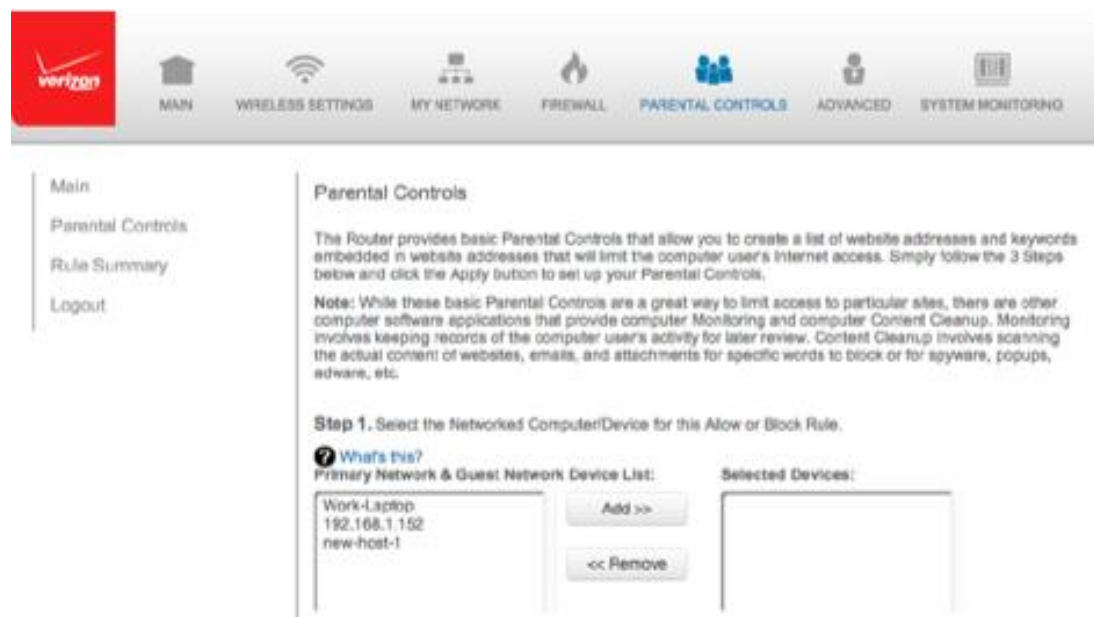 verizon
MAIN
WIRELESS SETTINGS
MY NETWORK
FIREWALL
PARENTAL CONTROLS
ADVANCED
SYSTEM MONITORING
Main
Parental Controls
Rule Summary
Logout
Parental Controls
The Router provides basic Parental Controls that allow you to create a list of website addresses and keywords
embedded in website addresses that will limit the computer user's Internet access. Simply follow the 3 Steps
below and click the Apply button to set up your Parental Controls.
Note: While these basic Parental Controls are a great way to limit access to particular sites, there are other
computer software applications that provide computer Monitoring and computer Content Cleanup. Monitoring
involves keeping records of the computer user's activity for later review. Content Cleanup involves scanning
the actual content of websites, emails, and attachments for specific words to block or for spyware, popups,
adware, etc.
Step 1. Select the Networked Computer/Device for this Allow or Block Rule.
? What's this?
Primary Network & Guest Network Device List:
Work-Laptop
192.168.1.152
new-host-1
Add >>
<< Remove
Selected Devices: